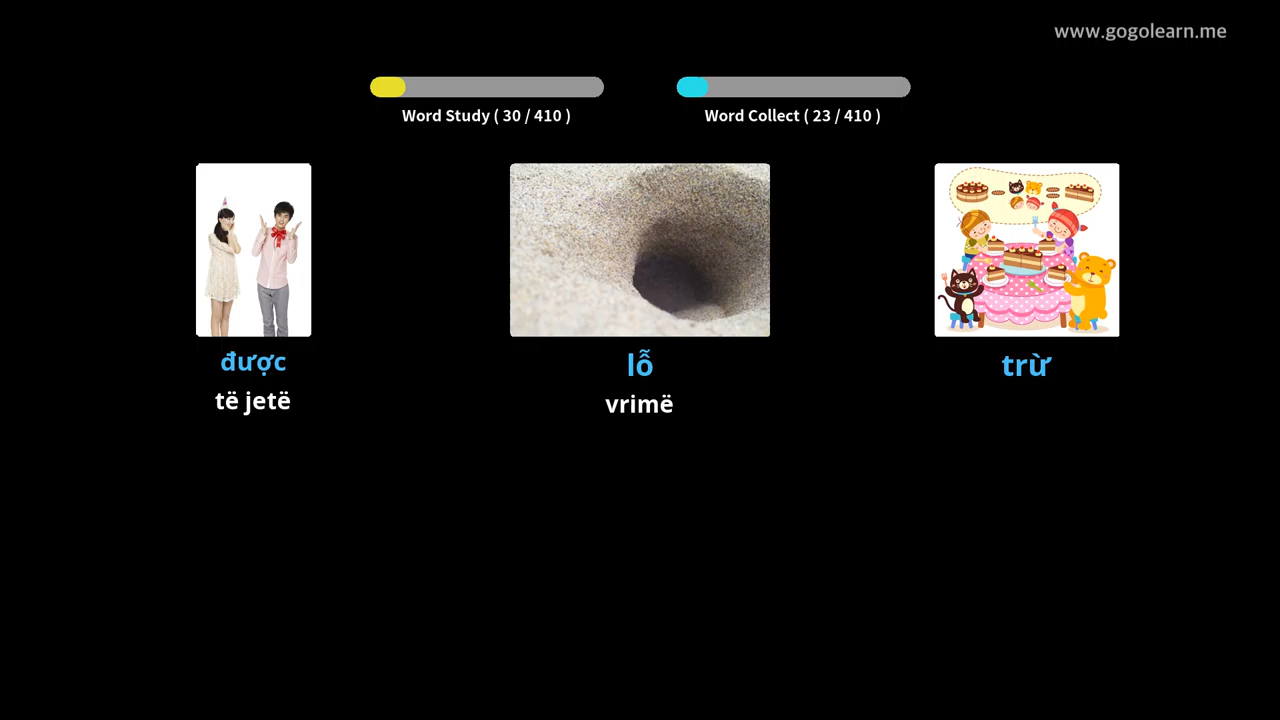 www.gogolearn.me
Word Study ( 30 / 410 )
Word Collect ( 23 / 410 )
được
të jetë
lỗ
vrimë
trừ